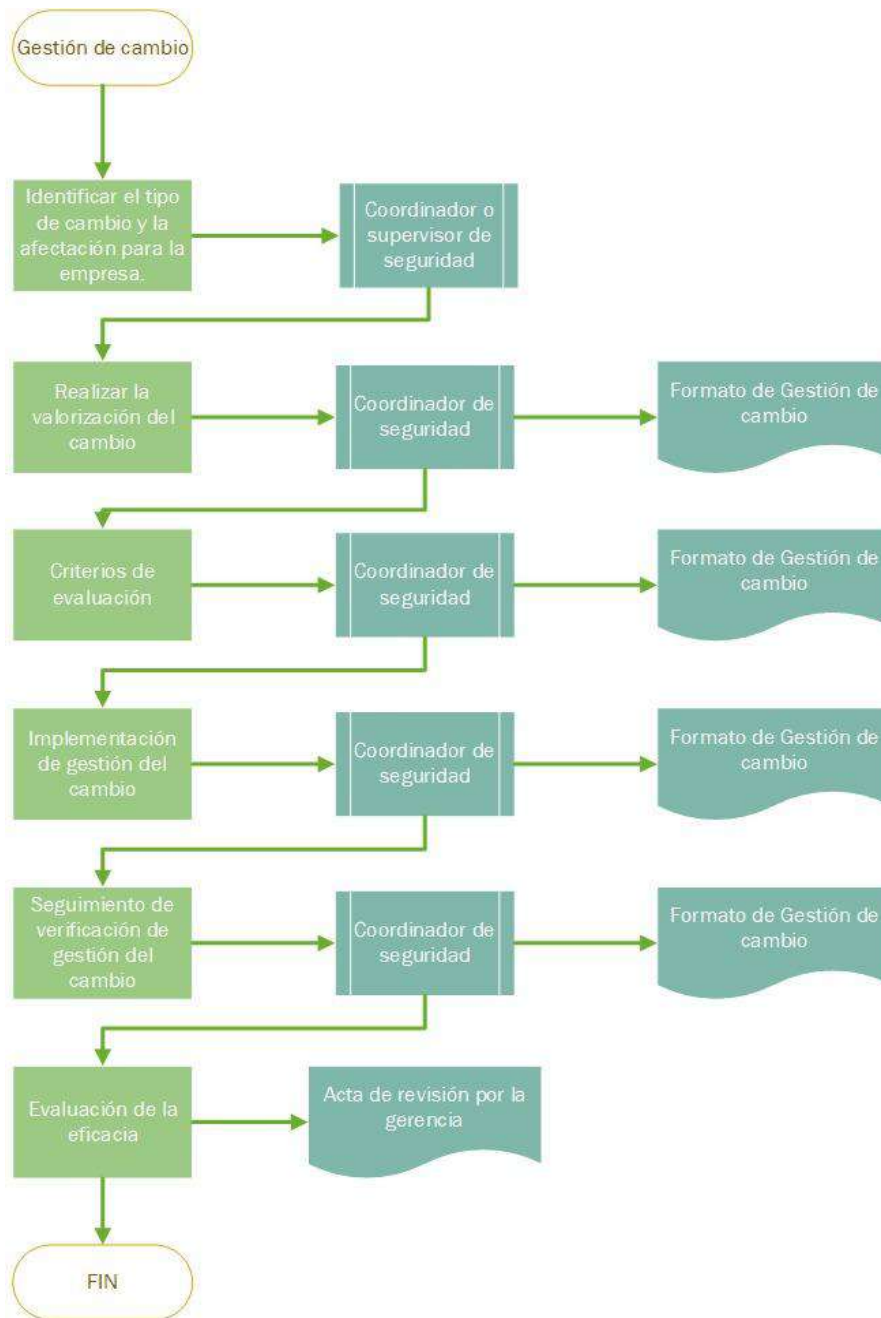 Gestión de cambio
Identificar el tipo
de cambio y la
afectación para la
empresa.
Coordinador o
supervisor de
seguridad
Realizar la
valorización del
cambio
Coordinador de
seguridad
Formato de Gestión de
cambio
Criterios de
evaluación
Coordinador de
seguridad
Formato de Gestión de
cambio
Implementación
de gestión del
cambio
Coordinador de
seguridad
Formato de Gestión de
cambio
Seguimiento de
verificación de
gestión del
cambio
Coordinador de
seguridad
Formato de Gestión de
cambio
Evaluación de la
eficacia
Acta de revisión por la
gerencia
FIN